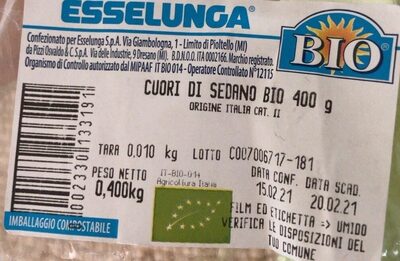 ESSELUNGA®
BIO
Confezionato per Esselunga S.p.A. Via Giambologna, 1 - Limito di Pioltello (MI)
da Pizzi Osvaldo & C. S.p.A. Via delle Industrie, 9 Dresano (MI). B.D.N.D.O. ITA 0002166. Marchio registrato.
Organismo di Controllo autorizzato dal MIPAAF IT BIO 014 - Operatore Controllato N°12115
CUORI DI SEDANO BIO 400 g
ORIGINE ITALIA CAT. II
TARA 0,010 kg LOTTO C007006717-181
PESO NETTO
0,400kg
IT-BIO-014
Agricoltura Italia
DATA CONF. DATA SCAD.
15.02.21 20.02.21
FILM ED ETICHETTA -> UMIDO
VERIFICA LE DISPOSIZIONI DEL
TUO COMUNE
IMBALLAGGIO COMPOSTABILE